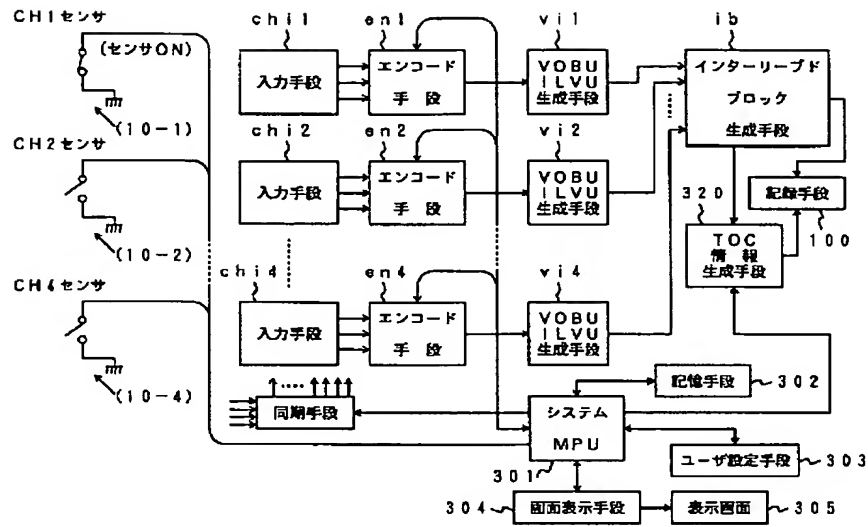 CH1センサ
(センサON)
(10-1)
CH2センサ
(10-2)
CH4センサ
(10-4)
chi1
入力手段
en1
エンコード
手段
vi1
VOBU
ILVU
生成手段
ib
インターリーブド
ブロック
生成手段
chi2
入力手段
en2
エンコード
手段
vi2
VOBU
ILVU
生成手段
320
TOC
情報
生成手段
記録手段
100
chi4
入力手段
en4
エンコード
手段
vi4
VOBU
ILVU
生成手段
同期手段
システム
MPU
301
記憶手段
302
ユーザ設定手段
303
304
画面表示手段
表示画面
305